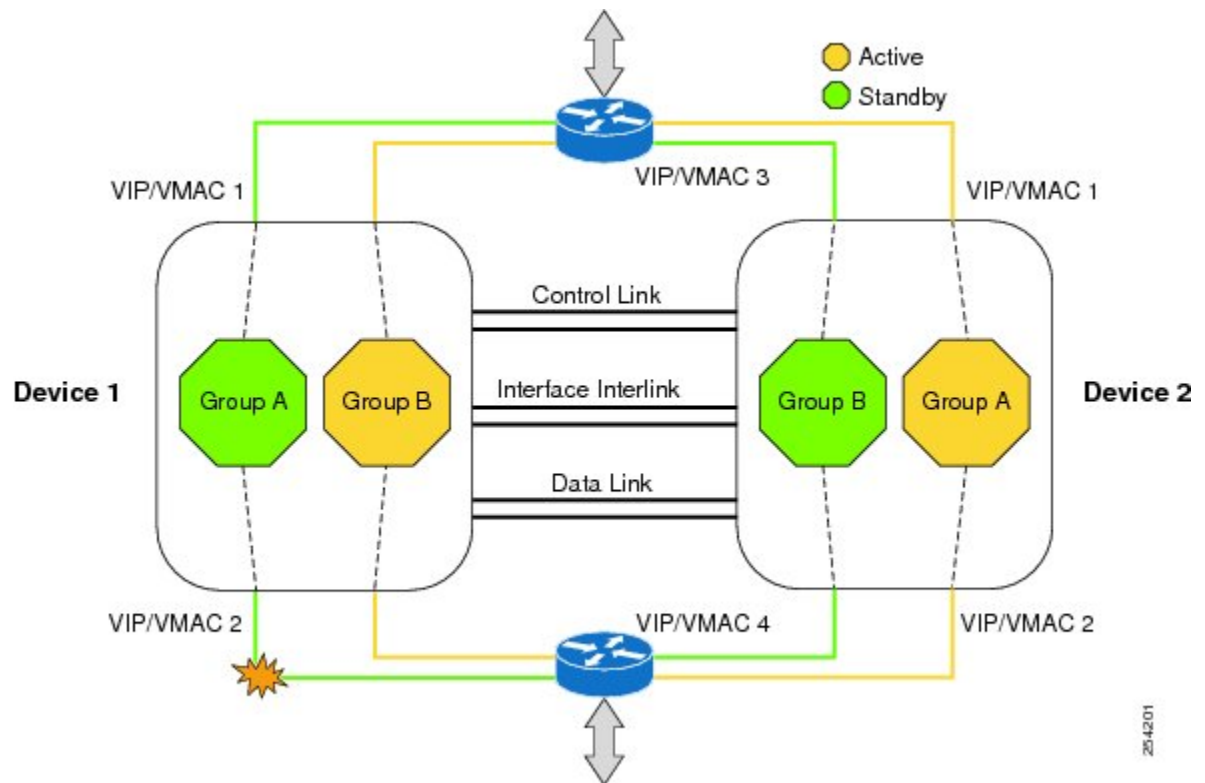 Active
Standby
VIP/VMAC 1
VIP/VMAC 3
VIP/VMAC 1
Control Link
Device 1
Group A
Group B
Interface Interlink
Group B
Group A
Device 2
Data Link
VIP/VMAC 2
VIP/VMAC 4
VIP/VMAC 2
254201